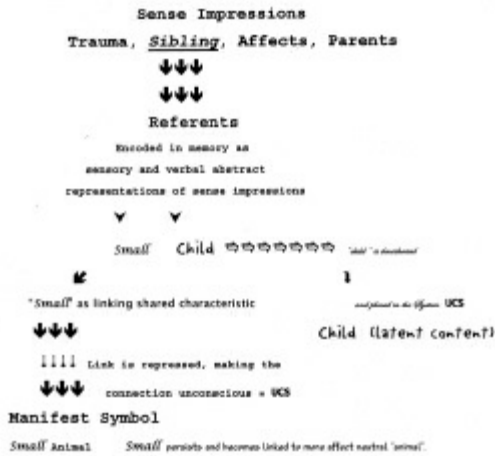 Sense Impressions
Trauma, Sibling, Affects, Parents
Referents
Encoded in memory as
sensory and verbal abstract
representations of sense impressions
Small Child "child" is
"Small" as linking shared characteristic
and placed in the System UCS
Child (latent content)
Link is repressed, making the
connection unconscious = UCS
Manifest Symbol
Small Animal Small persists and becomes linked to more affect neutral "animal".